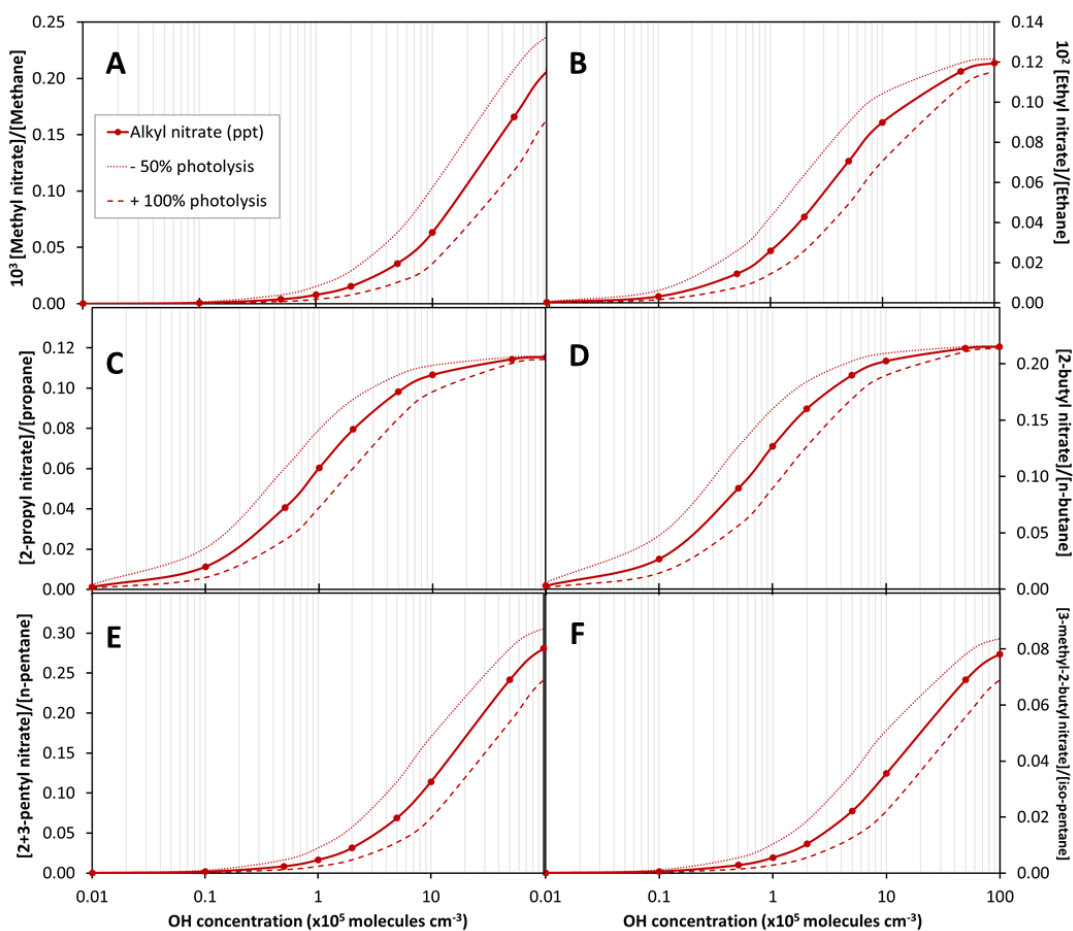 0.25
0.20
0.15
0.10
0.05
0.00
10³ [Methyl nitrate]/[Methane]
A
Alkyl nitrate (ppt)
- 50% photolysis
+ 100% photolysis
B
0.14
0.12
0.10
0.08
0.06
0.04
0.02
0.00
10² [Ethyl nitrate]/[Ethane]
0.12
0.10
0.08
0.06
0.04
0.02
0.00
[2-propyl nitrate]/[propane]
C
D
0.20
0.15
0.10
0.05
0.00
[2-butyl nitrate]/[n-butane]
0.30
0.25
0.20
0.15
0.10
0.05
0.00
[2+3-pentyl nitrate]/[n-pentane]
E
F
0.08
0.06
0.04
0.02
0.00
[3-methyl-2-butyl nitrate]/[iso-pentane]
0.01 0.1 1 10 0.01 0.1 1 10 100
OH concentration (x10⁵ molecules cm⁻³) OH concentration (x10⁵ molecules cm⁻³)